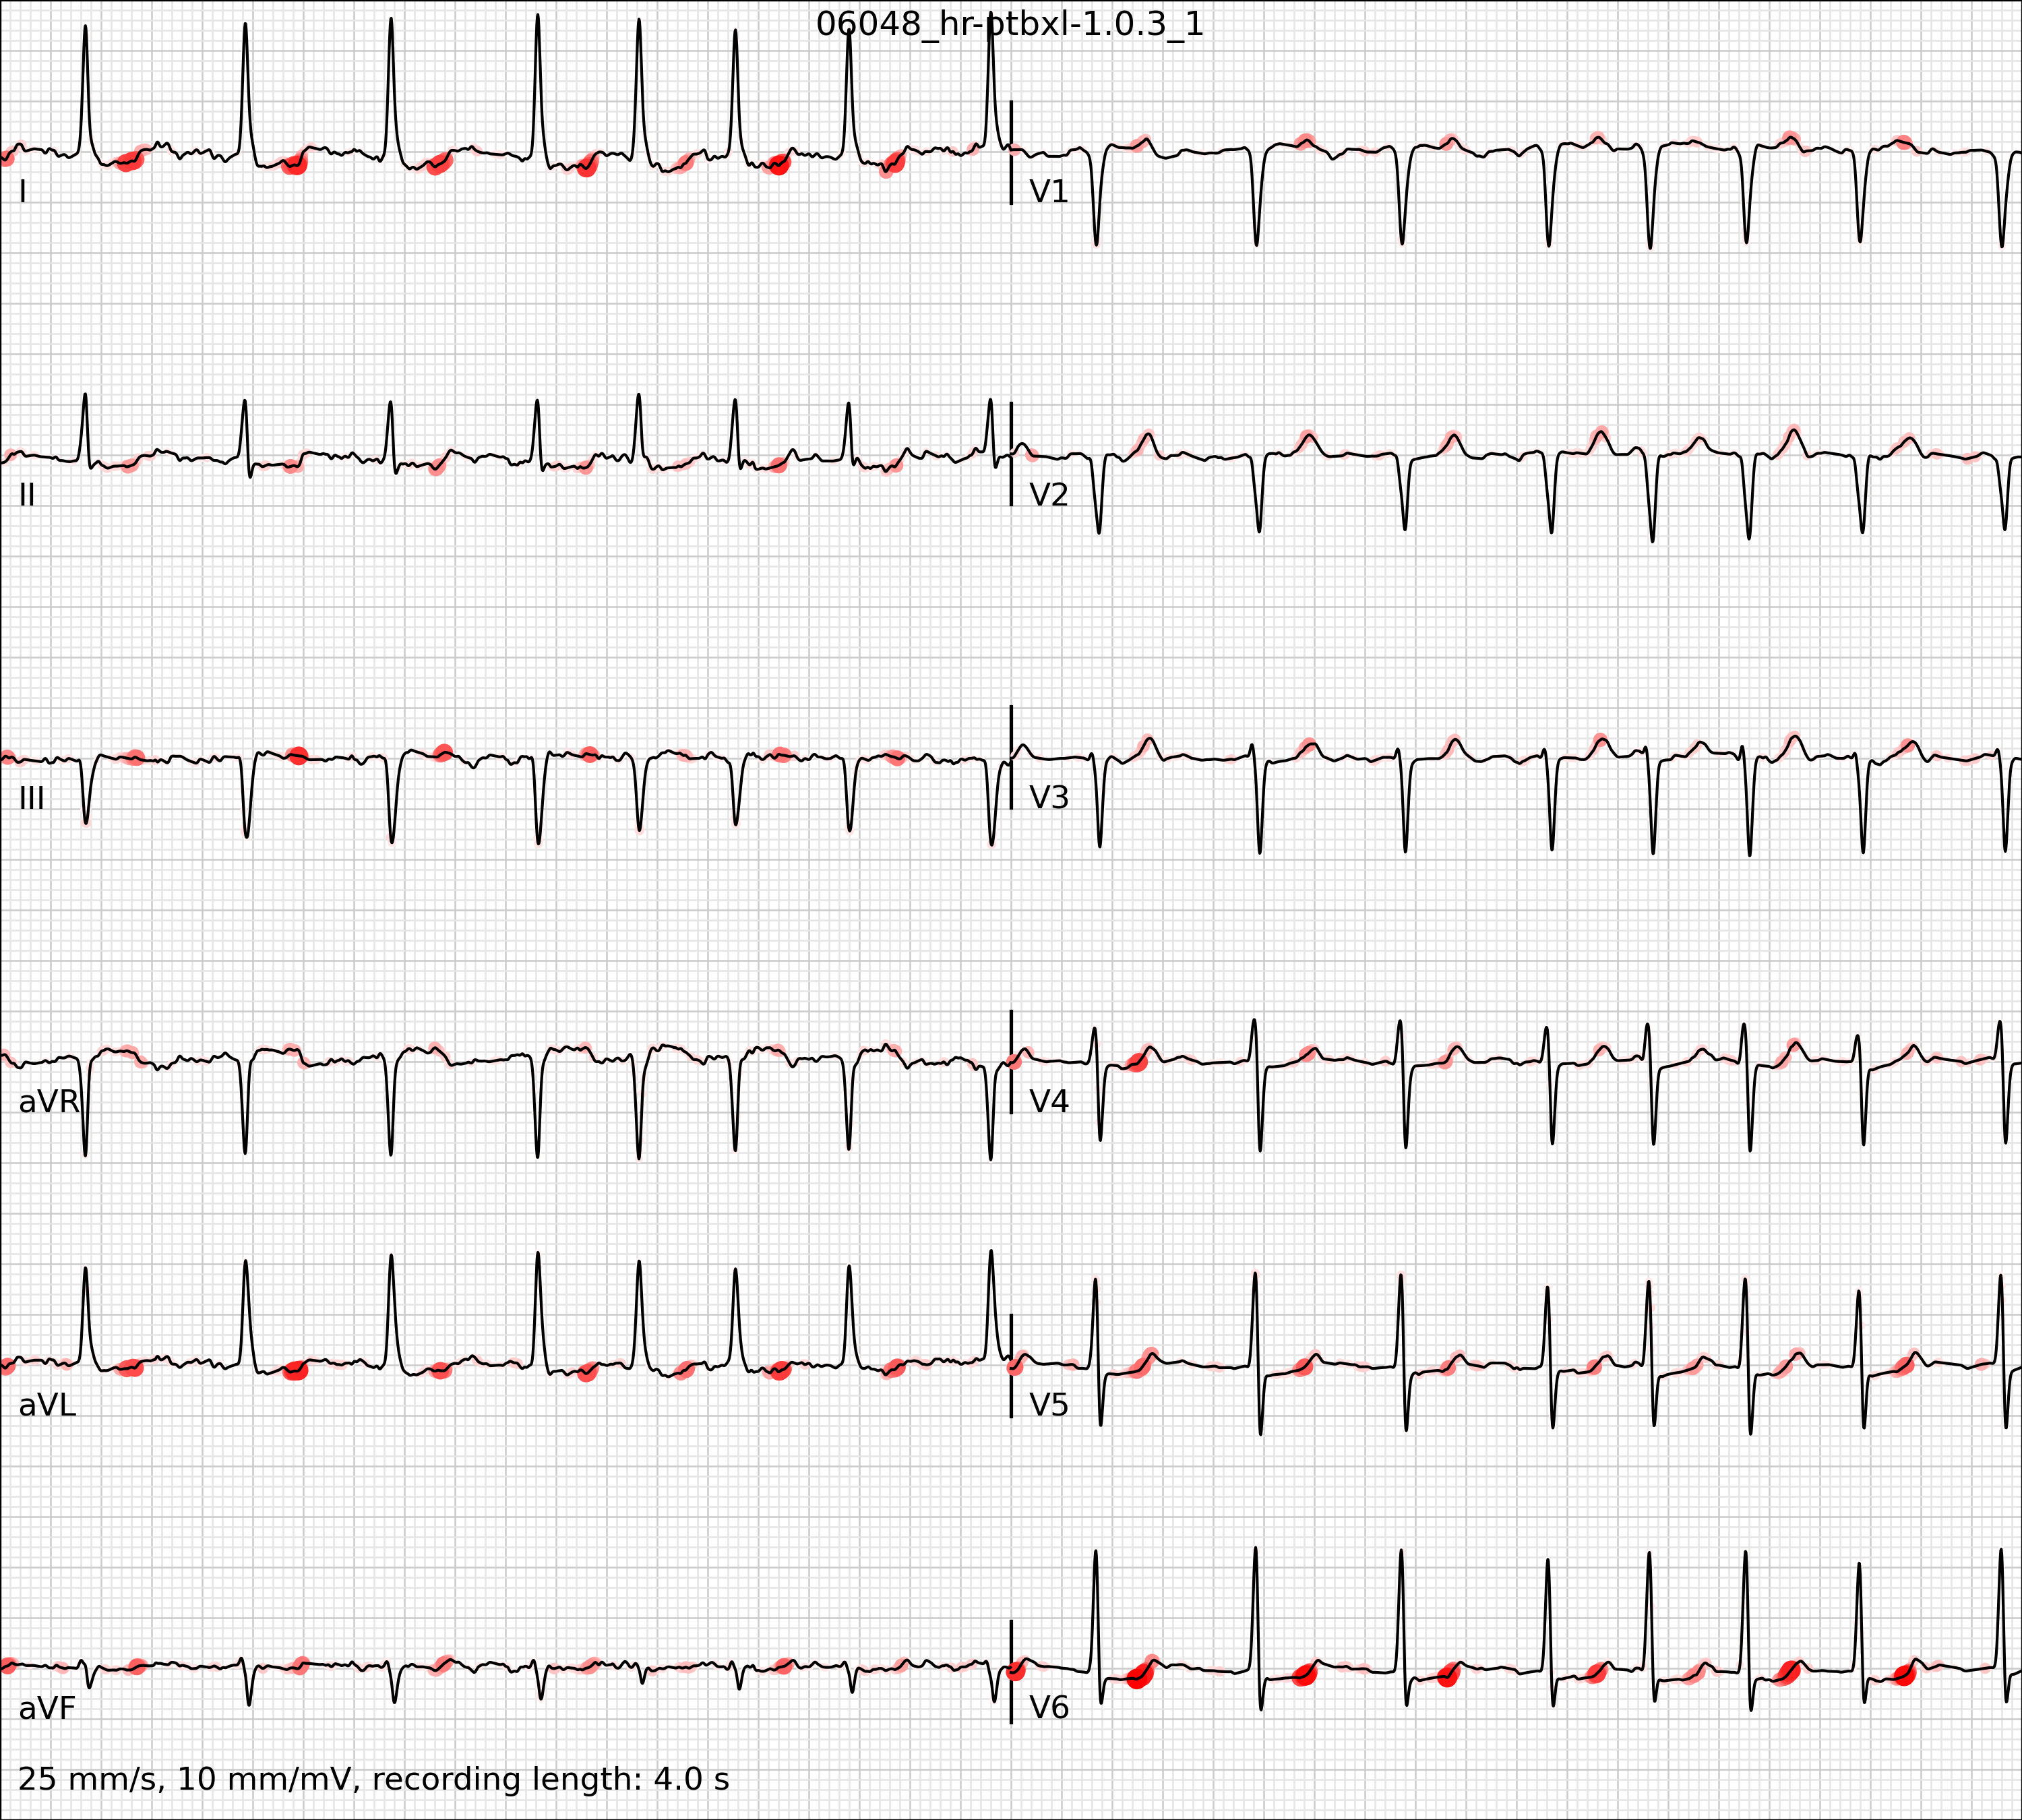 06048_hr-ptbxl-1.0.3_1
I
V1
II
V2
III
V3
aVR
V4
aVL
V5
aVF
V6
25 mm/s, 10 mm/mV, recording length: 4.0 s